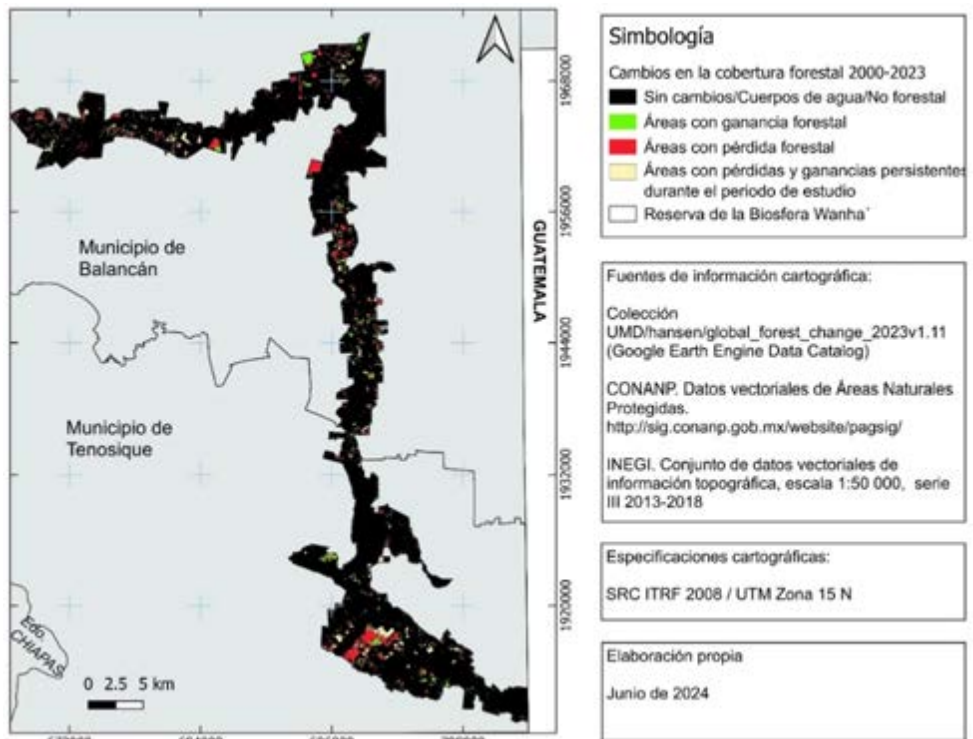 Municipio de
Balancán
Municipio de
Tenosique
Edo.
CHIAPAS
GUATEMALA
0 2.5 5 km
1968000
1956000
1944000
1932000
1920000
Simbología
Cambios en la cobertura forestal 2000-2023
Sin cambios/Cuerpos de agua/No forestal
Áreas con ganancia forestal
Áreas con pérdida forestal
Áreas con pérdidas y ganancias persistentes
durante el periodo de estudio
Reserva de la Biosfera Wanha´
Fuentes de información cartográfica:
Colección
UMD/hansen/global_forest_change_2023v1.11
(Google Earth Engine Data Catalog)
CONANP. Datos vectoriales de Áreas Naturales
Protegidas.
http://sig.conanp.gob.mx/website/pagsig/
INEGI. Conjunto de datos vectoriales de
información topográfica, escala 1:50 000, serie
III 2013-2018
Especificaciones cartográficas:
SRC ITRF 2008 / UTM Zona 15 N
Elaboración propia
Junio de 2024